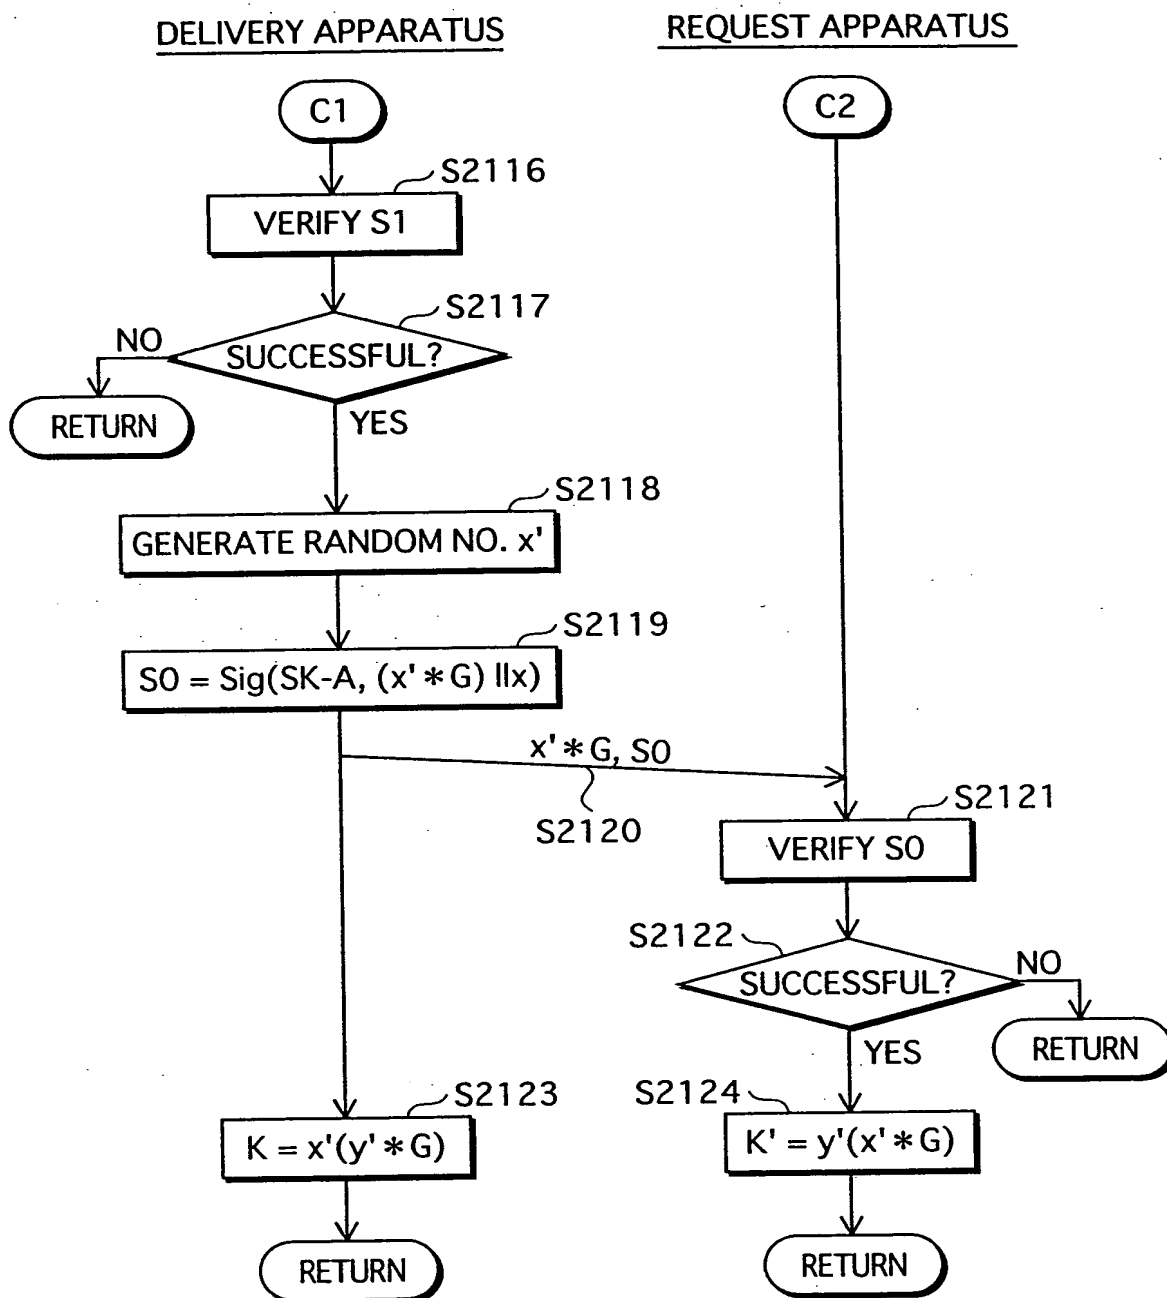 DELIVERY APPARATUS
REQUEST APPARATUS
C1
C2
S2116
VERIFY S1
S2117
NO
SUCCESSFUL?
RETURN
YES
S2118
GENERATE RANDOM NO. x'
S2119
S0 = Sig(SK-A, (x' * G) llx)
x' * G, S0
S2120
S2121
VERIFY S0
S2122
SUCCESSFUL?
NO
RETURN
YES
S2123
K = x'(y' * G)
S2124
K' = y'(x' * G)
RETURN
RETURN